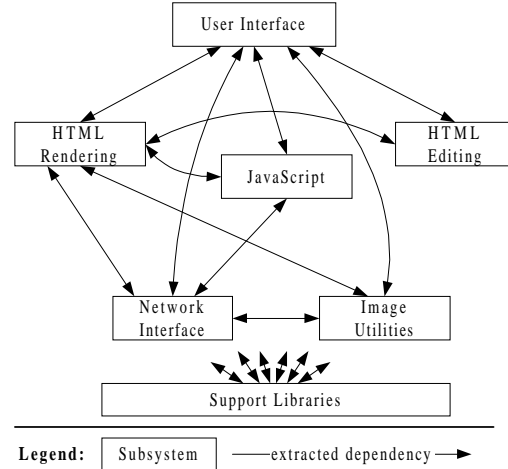 User Interface
HTML
Rendering
HTML
Editing
JavaScript
Network
Interface
Image
Utilities
Support Libraries
Legend: Subsystem extracted dependency